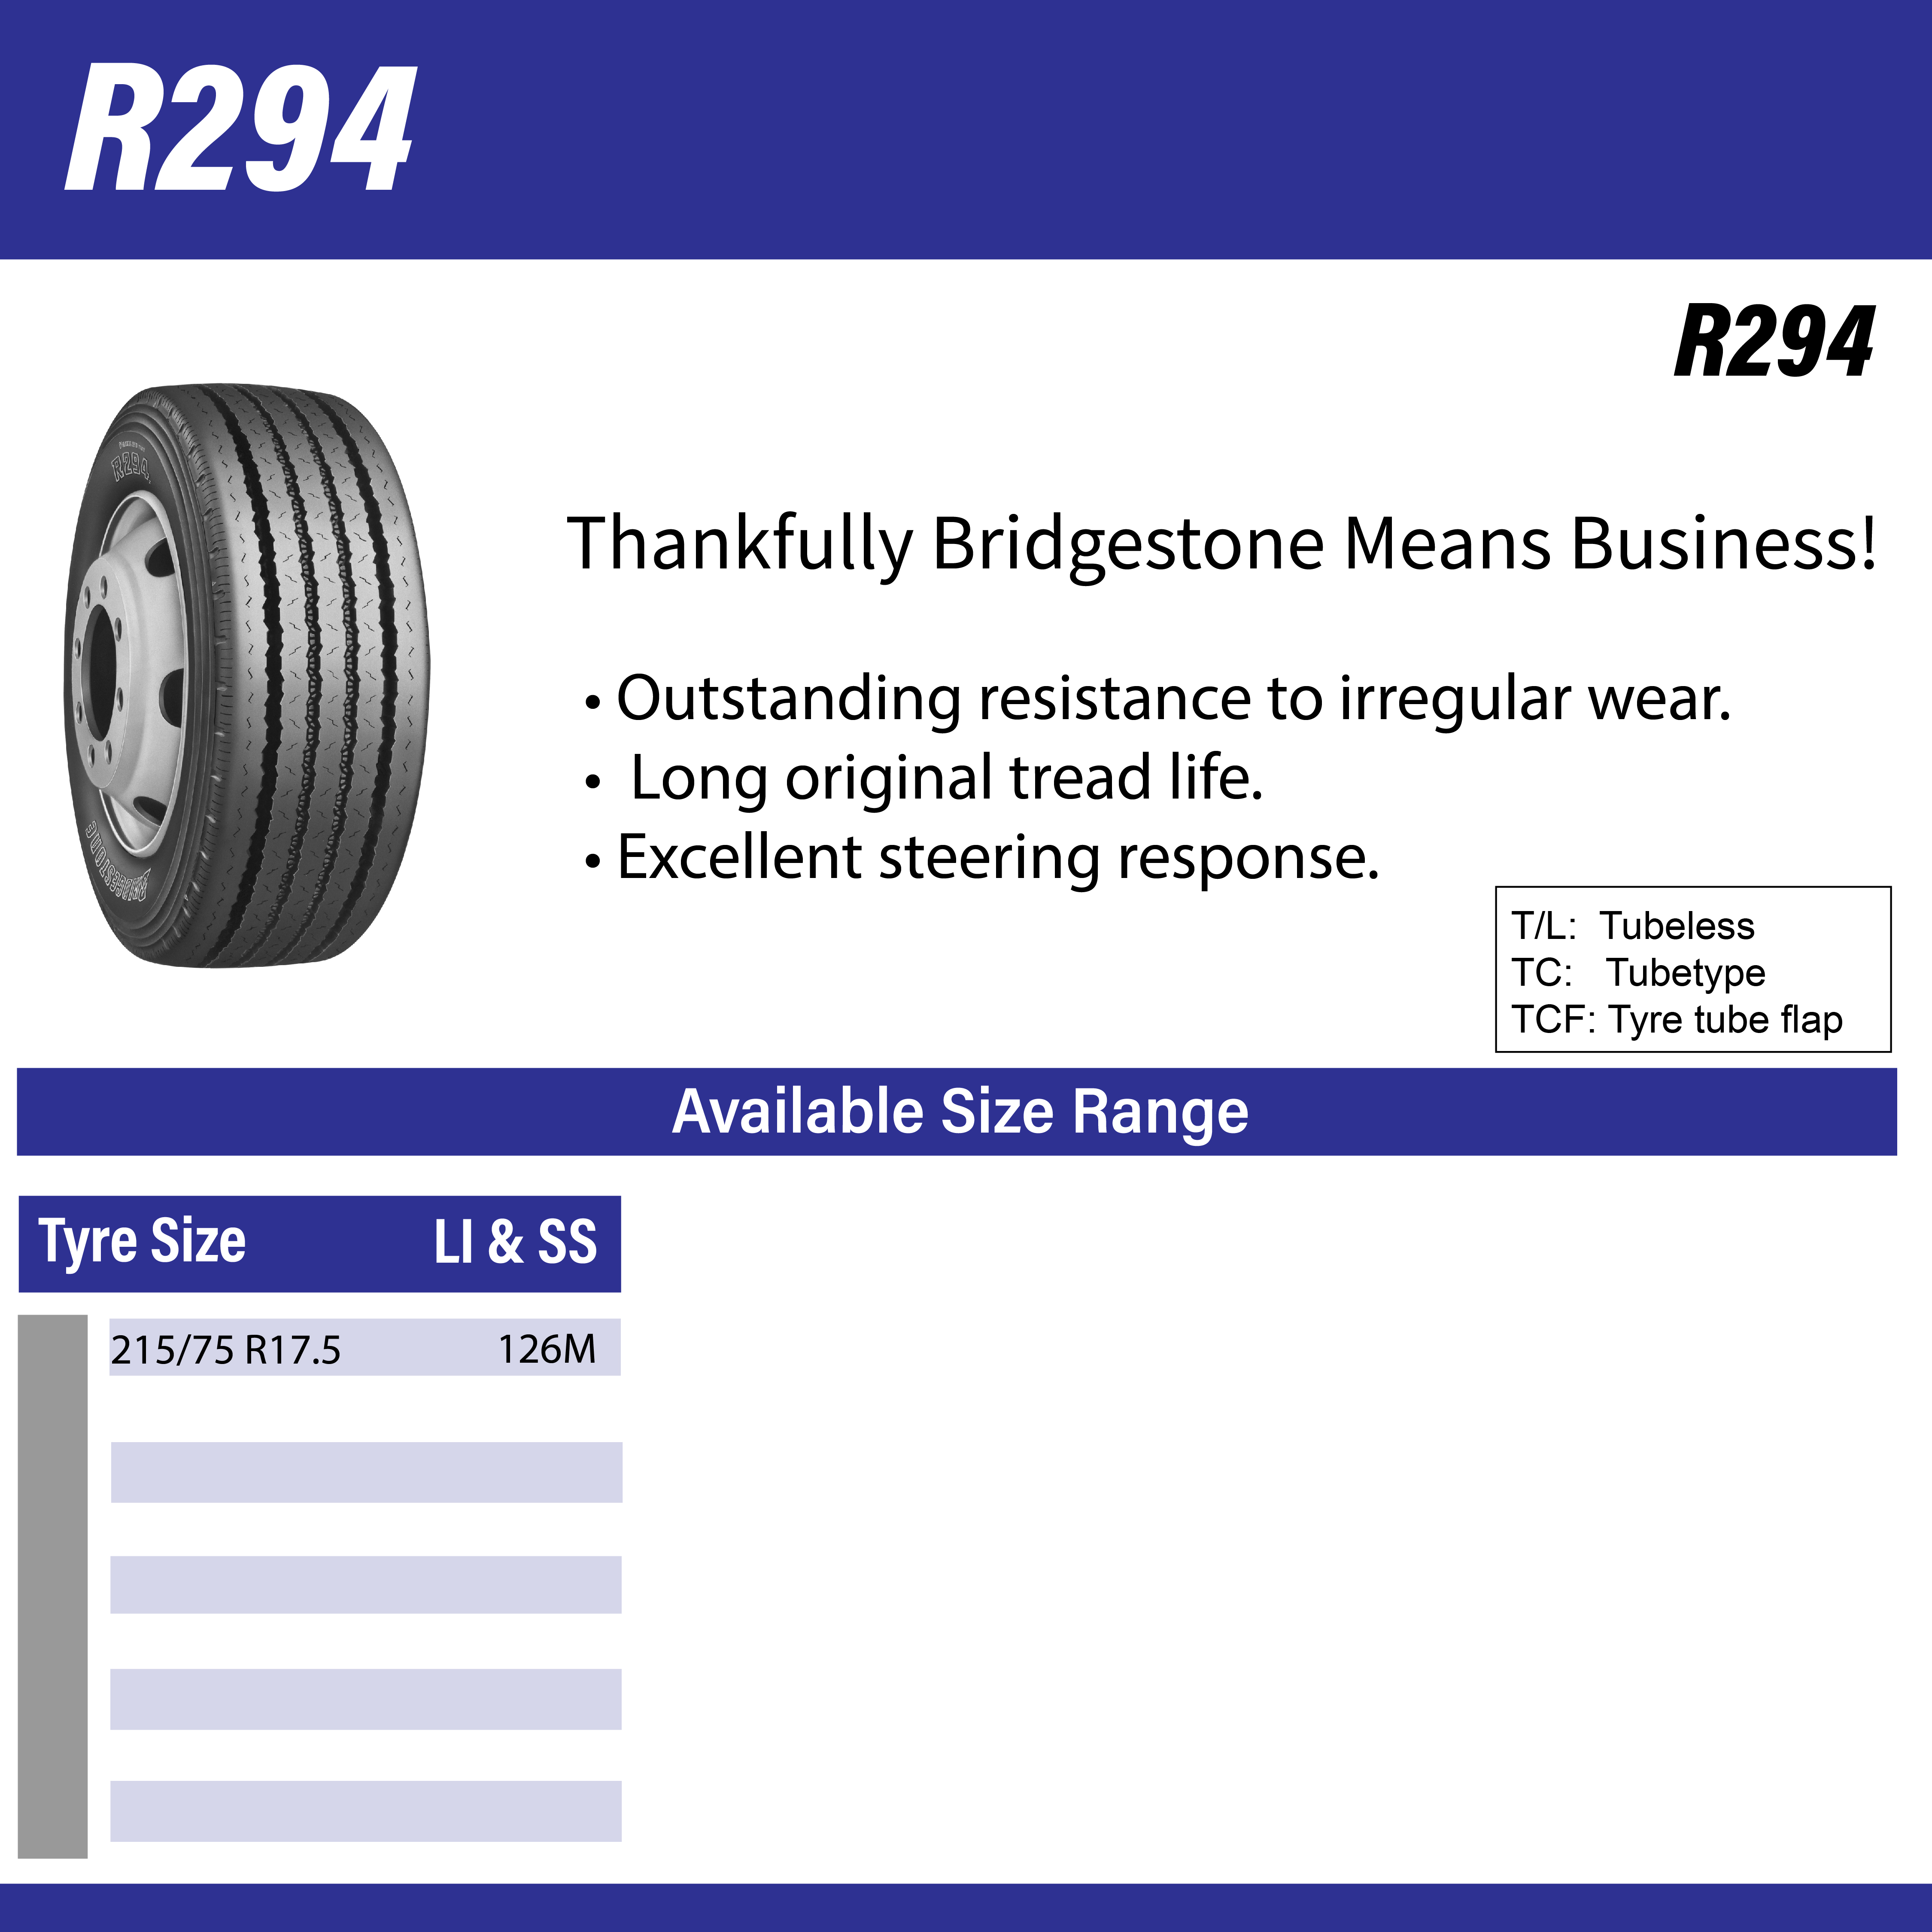 R294
R294
R294
BRIDGESTONE
Thankfully Bridgestone Means Business!
• Outstanding resistance to irregular wear.
• Long original tread life.
• Excellent steering response.
T/L: Tubeless
TC: Tubetype
TCF: Tyre tube flap
Available Size Range
Tyre Size LI & SS
215/75 R17.5 126M